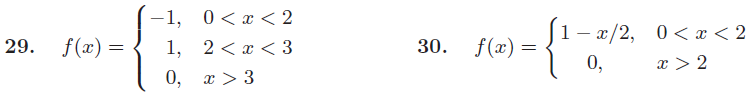 29. f(x) = { −1, 0 < x < 2
1, 2 < x < 3
0, x > 3
30. f(x) = { 1 − x/2, 0 < x < 2
0, x > 2